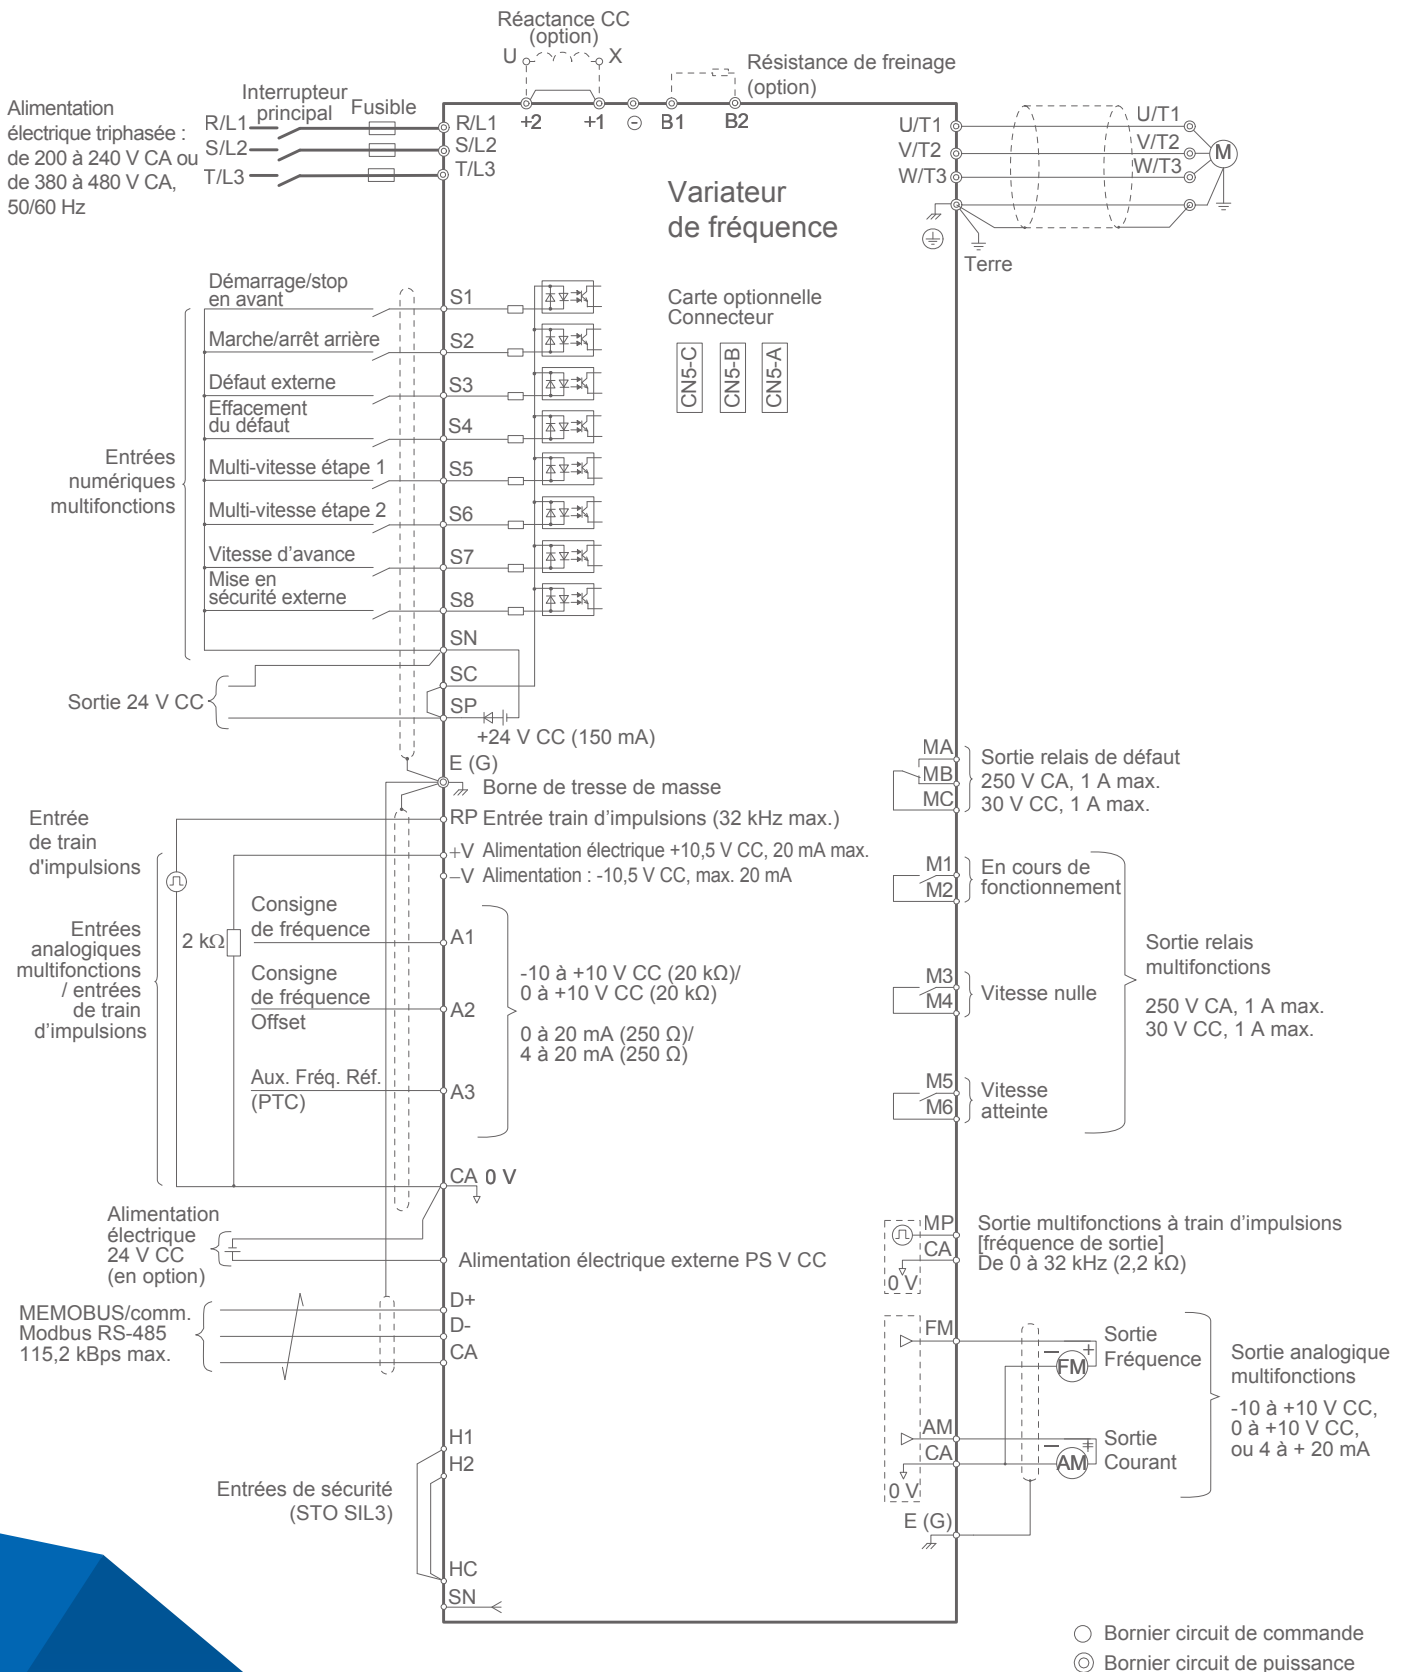 Réactance CC
(option)
U
X
Résistance de freinage
(option)
Alimentation
électrique triphasée :
de 200 à 240 V CA ou
de 380 à 480 V CA,
50/60 Hz
Interrupteur
principal
Fusible
R/L1
S/L2
T/L3
R/L1
S/L2
T/L3
+2
+1
⊖
B1
B2
U/T1
V/T2
W/T3
U/T1
V/T2
W/T3
M
Terre
Variateur
de fréquence
Carte optionnelle
Connecteur
CN5-C
CN5-B
CN5-A
Entrées
numériques
multifonctions
Démarrage/stop
en avant
S1
Marche/arrêt arrière
S2
Défaut externe
S3
Effacement
du défaut
S4
Multi-vitesse étape 1
S5
Multi-vitesse étape 2
S6
Vitesse d’avance
S7
Mise en
sécurité externe
S8
SN
SC
SP
Sortie 24 V CC
+24 V CC (150 mA)
E (G)
Borne de tresse de masse
Entrée
de train
d'impulsions
RP Entrée train d’impulsions (32 kHz max.)
+V Alimentation électrique +10,5 V CC, 20 mA max.
–V Alimentation : -10,5 V CC, max. 20 mA
Entrées
analogiques
multifonctions
/ entrées
de train
d’impulsions
2 kΩ
Consigne
de fréquence
A1
Consigne
de fréquence
Offset
A2
Aux. Fréq. Réf.
(PTC)
A3
-10 à +10 V CC (20 kΩ)/
0 à +10 V CC (20 kΩ)
0 à 20 mA (250 Ω)/
4 à 20 mA (250 Ω)
CA 0 V
Alimentation
électrique
24 V CC
(en option)
Alimentation électrique externe PS V CC
MEMOBUS/comm.
Modbus RS-485
115,2 kBps max.
D+
D-
CA
H1
H2
Entrées de sécurité
(STO SIL3)
HC
SN
MA
MB
MC
Sortie relais de défaut
250 V CA, 1 A max.
30 V CC, 1 A max.
M1
M2
En cours de
fonctionnement
M3
M4
Vitesse nulle
M5
M6
Vitesse
atteinte
Sortie relais
multifonctions
250 V CA, 1 A max.
30 V CC, 1 A max.
MP
CA
0 V
Sortie multifonctions à train d’impulsions
[fréquence de sortie]
De 0 à 32 kHz (2,2 kΩ)
FM
– +
FM
Sortie
Fréquence
AM
CA
0 V
– ‡
AM
Sortie
Courant
E (G)
Sortie analogique
multifonctions
-10 à +10 V CC,
0 à +10 V CC,
ou 4 à + 20 mA
Bornier circuit de commande
Bornier circuit de puissance